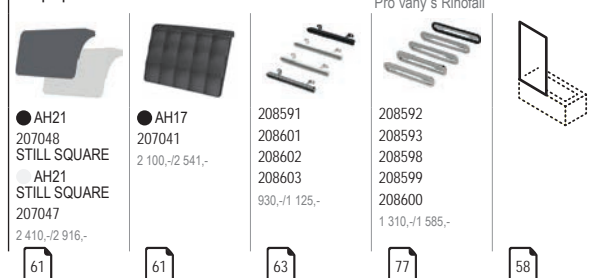 Pro vany s Rinofall
AH21
207048
STILL SQUARE
AH21
STILL SQUARE
207047
2 410,-/2 916,-
61
AH17
207041
2 100,-/2 541,-
61
208591
208601
208602
208603
930,-/1 125,-
63
208592
208593
208598
208599
208600
1 310,-/1 585,-
77
58